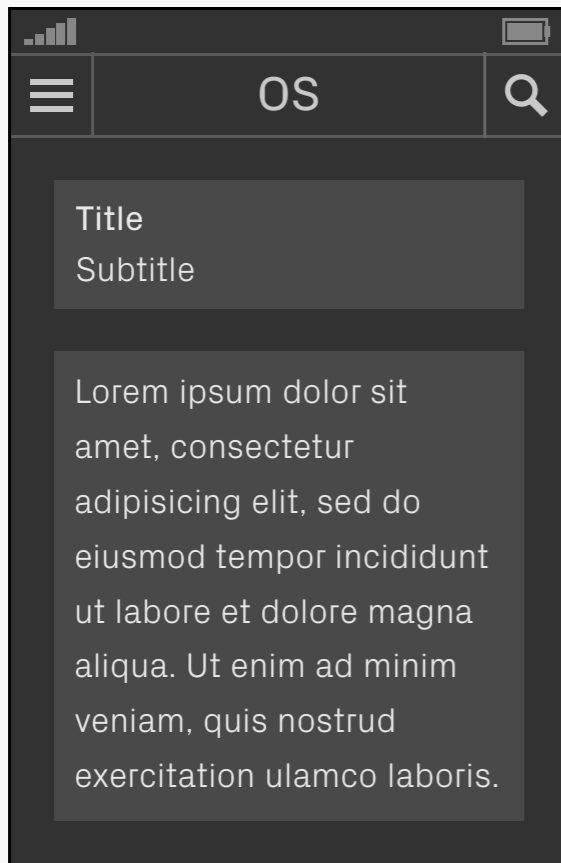 OS
Title
Subtitle
Lorem ipsum dolor sit
amet, consectetur
adipisicing elit, sed do
eiusmod tempor incididunt
ut labore et dolore magna
aliqua. Ut enim ad minim
veniam, quis nostrud
exercitation ulamco laboris.